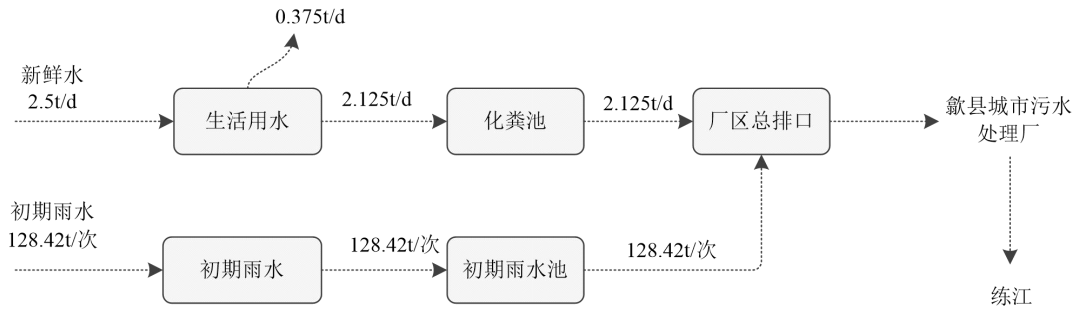 0.375t/d
新鲜水
2.5t/d
生活用水
2.125t/d
化粪池
2.125t/d
厂区总排口
歙县城市污水
处理厂
初期雨水
128.42t/次
初期雨水
128.42t/次
初期雨水池
128.42t/次
练江